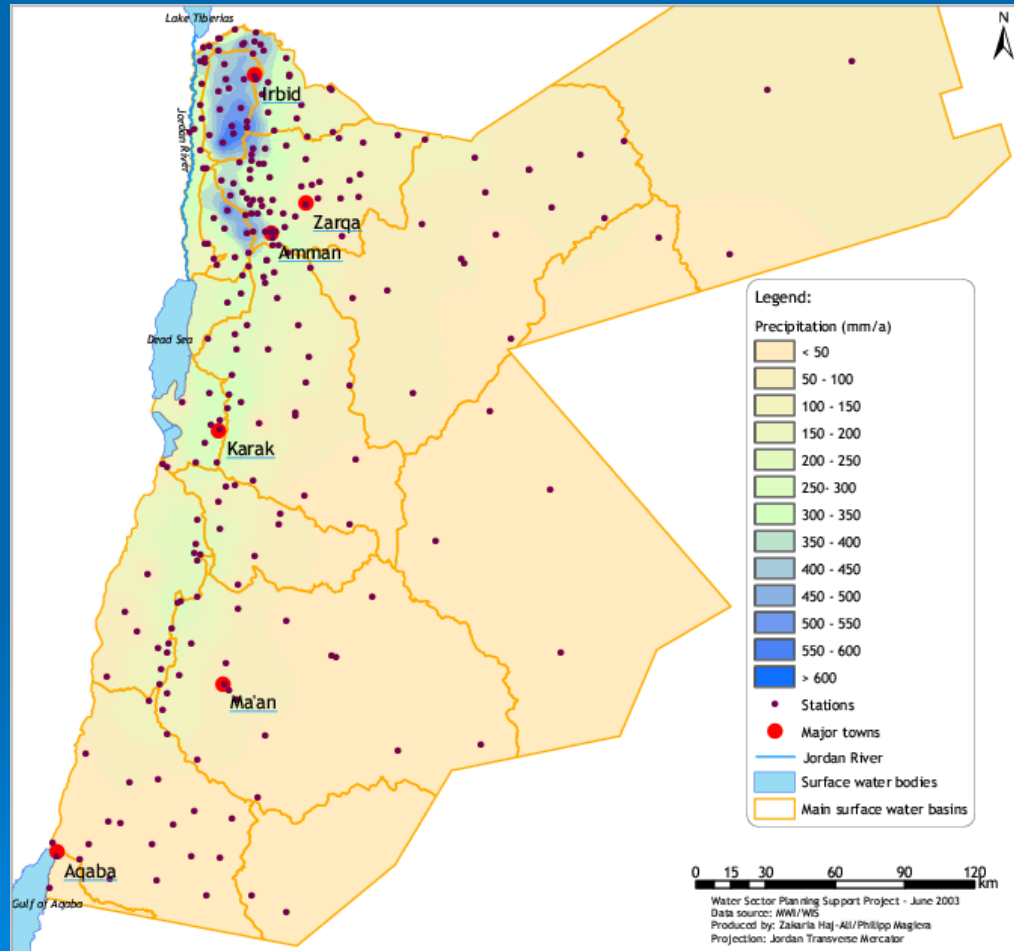 Lake Tiberias
N
Irbid
Jordan River
Zarqa
Amman
Dead Sea
Karak
Ma'an
Aqaba
Gulf of Aqaba
Legend:
Precipitation (mm/a)
< 50
50 - 100
100 - 150
150 - 200
200 - 250
250- 300
300 - 350
350 - 400
400 - 450
450 - 500
500 - 550
550 - 600
> 600
Stations
Major towns
Jordan River
Surface water bodies
Main surface water basins
0 15 30 60 90 120
km
Water Sector Planning Support Project - June 2003
Data source: MWI/WIS
Produced by: Zakaria Haj-Ali/Philipp Magiera
Projection: Jordan Transverse Mercator